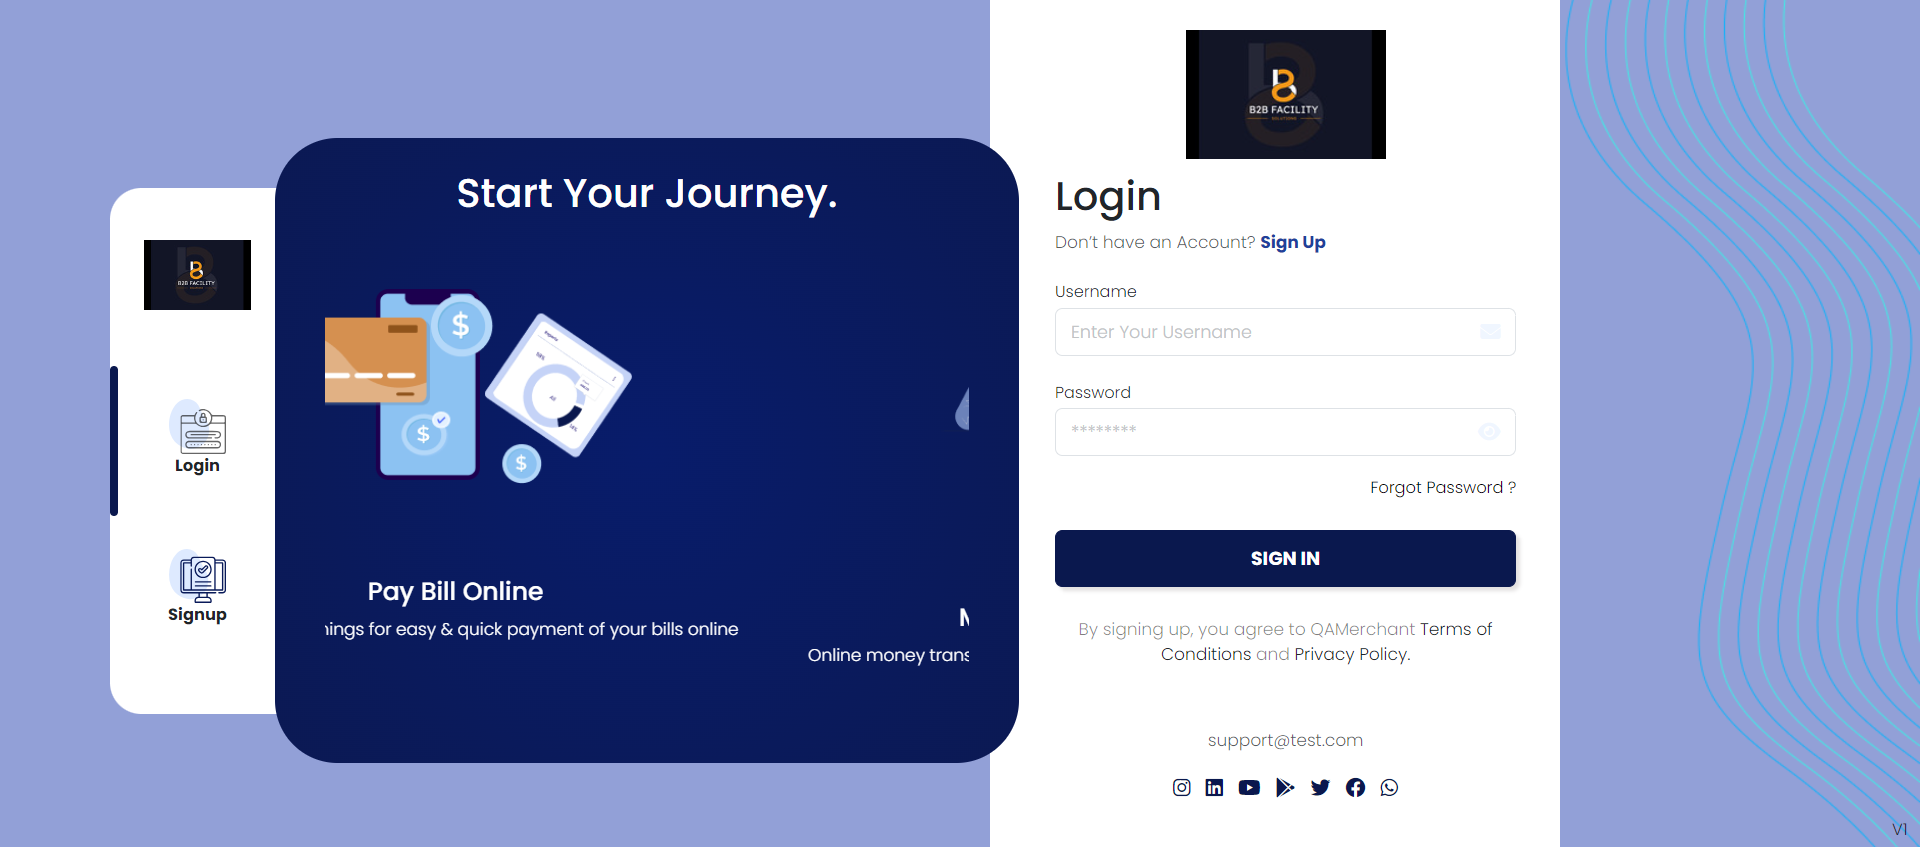 B2B FACILITY
Login
Signup
Start Your Journey.
$
$
$
Pay Bill Online
ings for easy & quick payment of your bills online
Online money trans
B2B FACILITY
SOLUTIONS
Login
Don't have an Account? Sign Up
Username
Enter Your Username
Password
********
Forgot Password ?
SIGN IN
By signing up, you agree to QAMerchant Terms of
Conditions and Privacy Policy.
support@test.com
V1